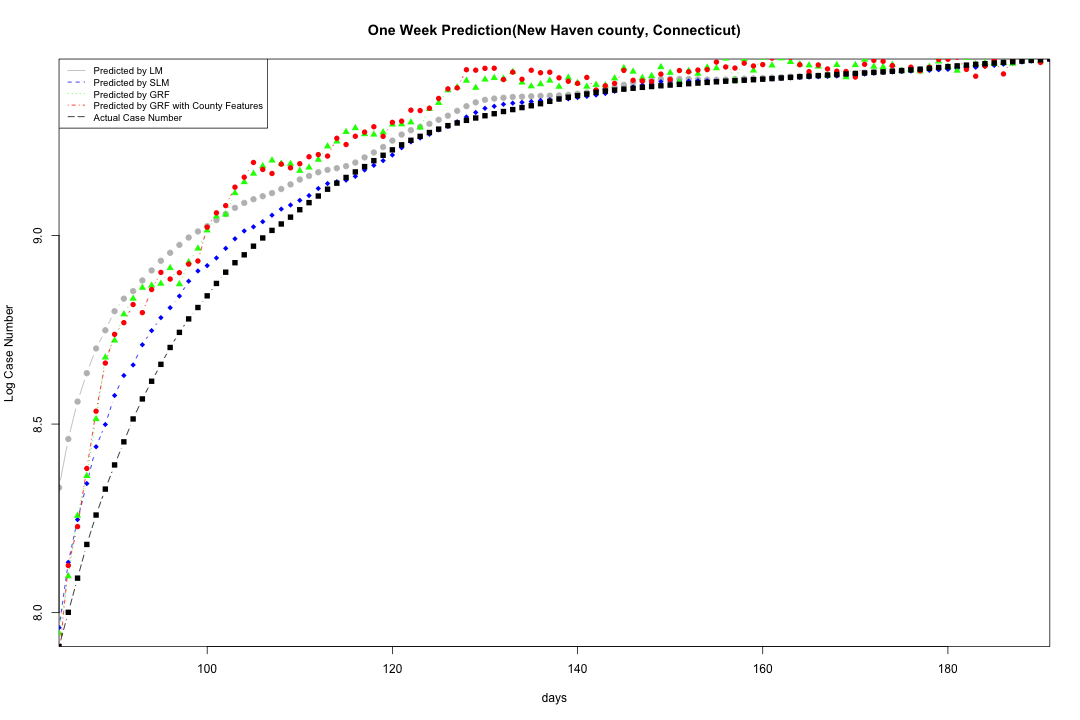 One Week Prediction(New Haven county, Connecticut)
Predicted by LM
Predicted by SLM
Predicted by GRF
Predicted by GRF with County Features
Actual Case Number
Log Case Number
9.0
8.5
8.0
100 120 140 160 180
days